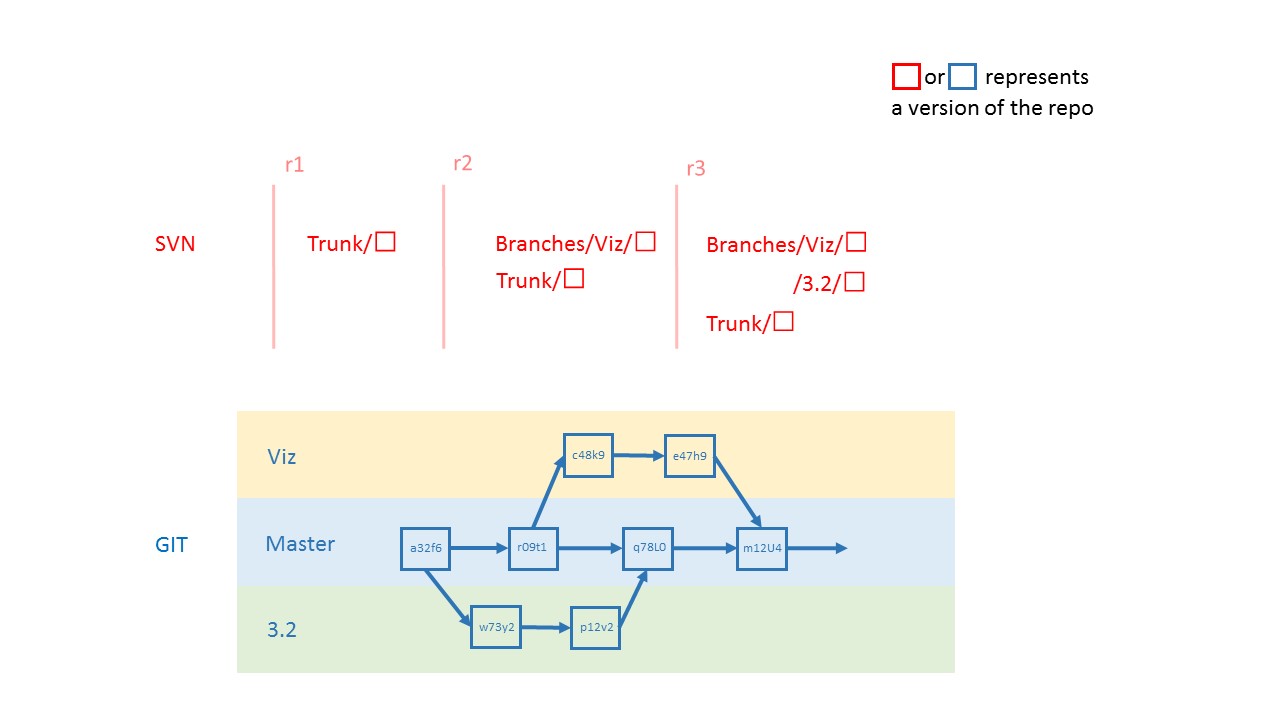 or represents
a version of the repo
r1
r2
r3
SVN
Trunk/
Branches/Viz/
Trunk/
Branches/Viz/
/3.2/
Trunk/
Viz
c48k9
e47h9
GIT
Master
a32f6
r09t1
q78L0
m12U4
3.2
w73y2
p12v2